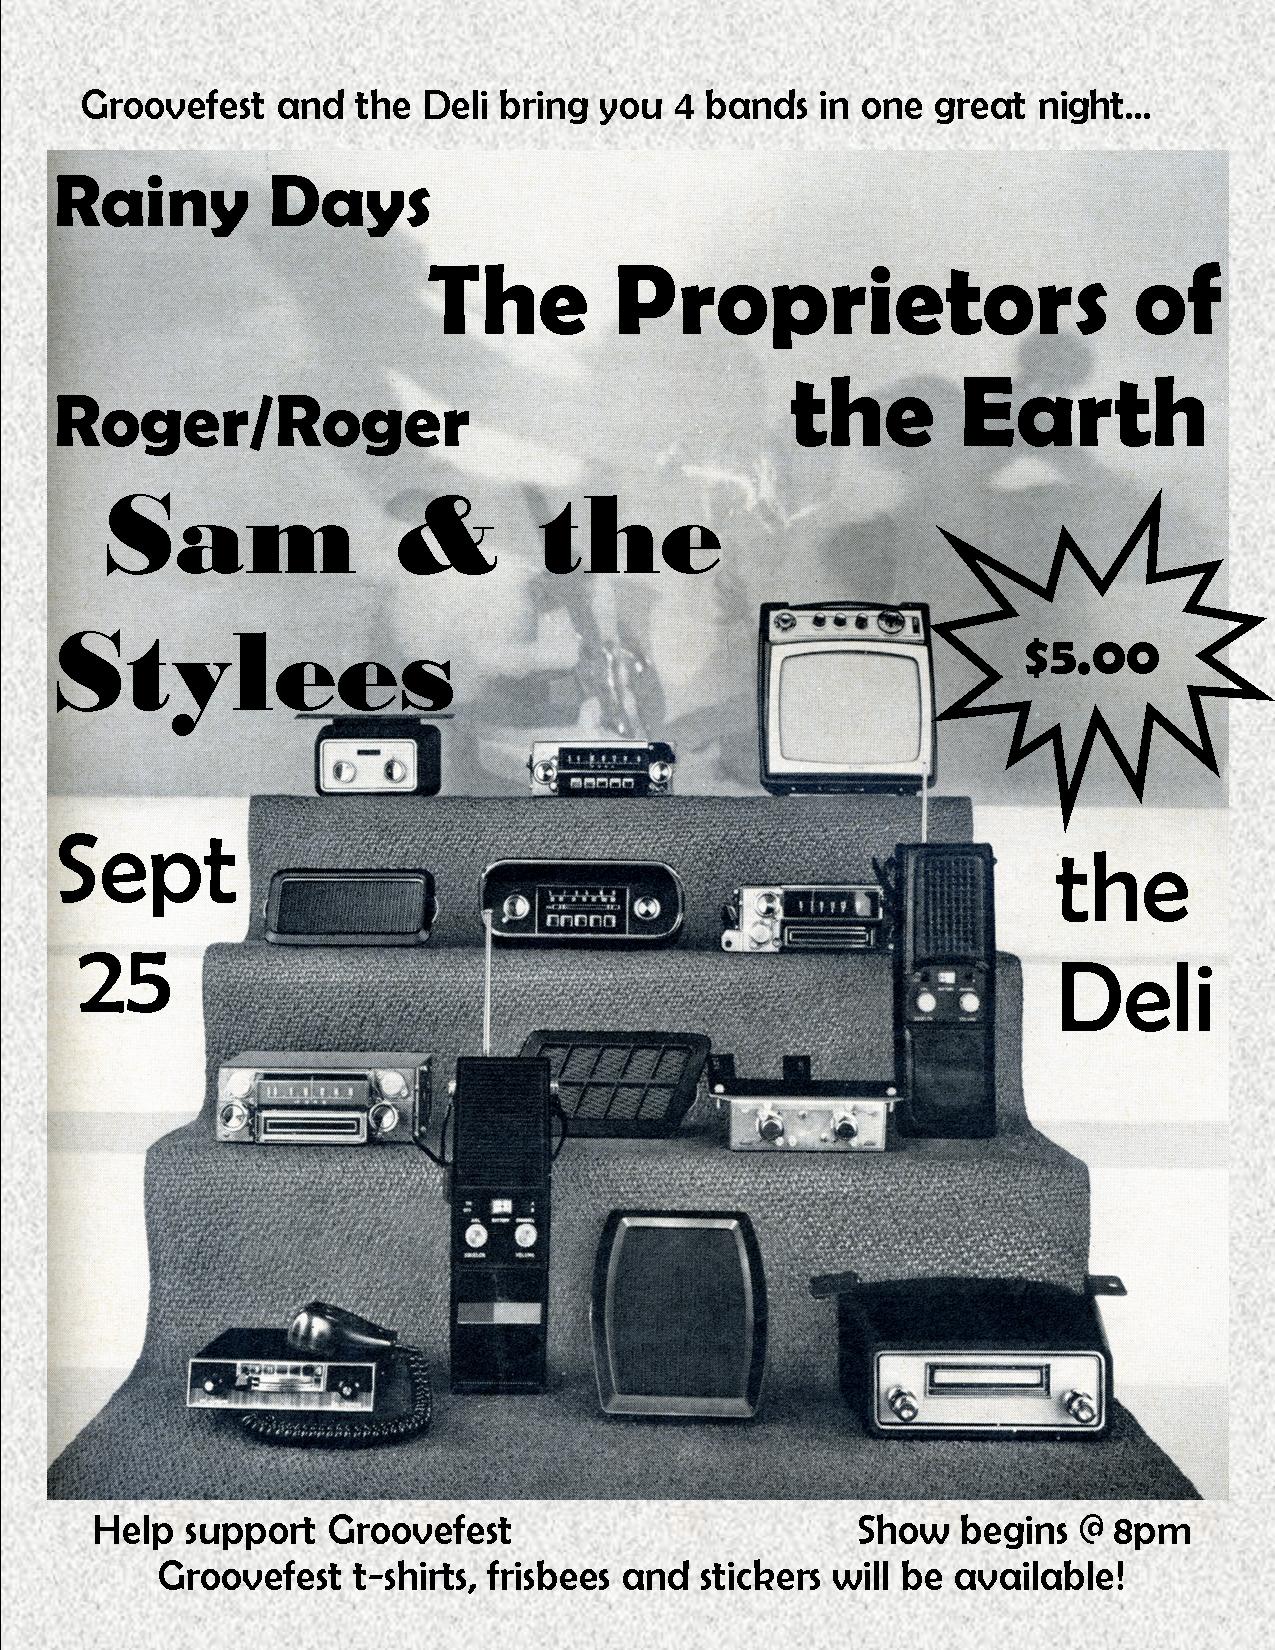 Groovefest and the Deli bring you 4 bands in one great night...
Rainy Days
The Proprietors of
the Earth
Roger/Roger
Sam & the
Stylees
$5.00
Sept
25
the
Deli
Help support Groovefest
Show begins @ 8pm
Groovefest t-shirts, frisbees and stickers will be available!